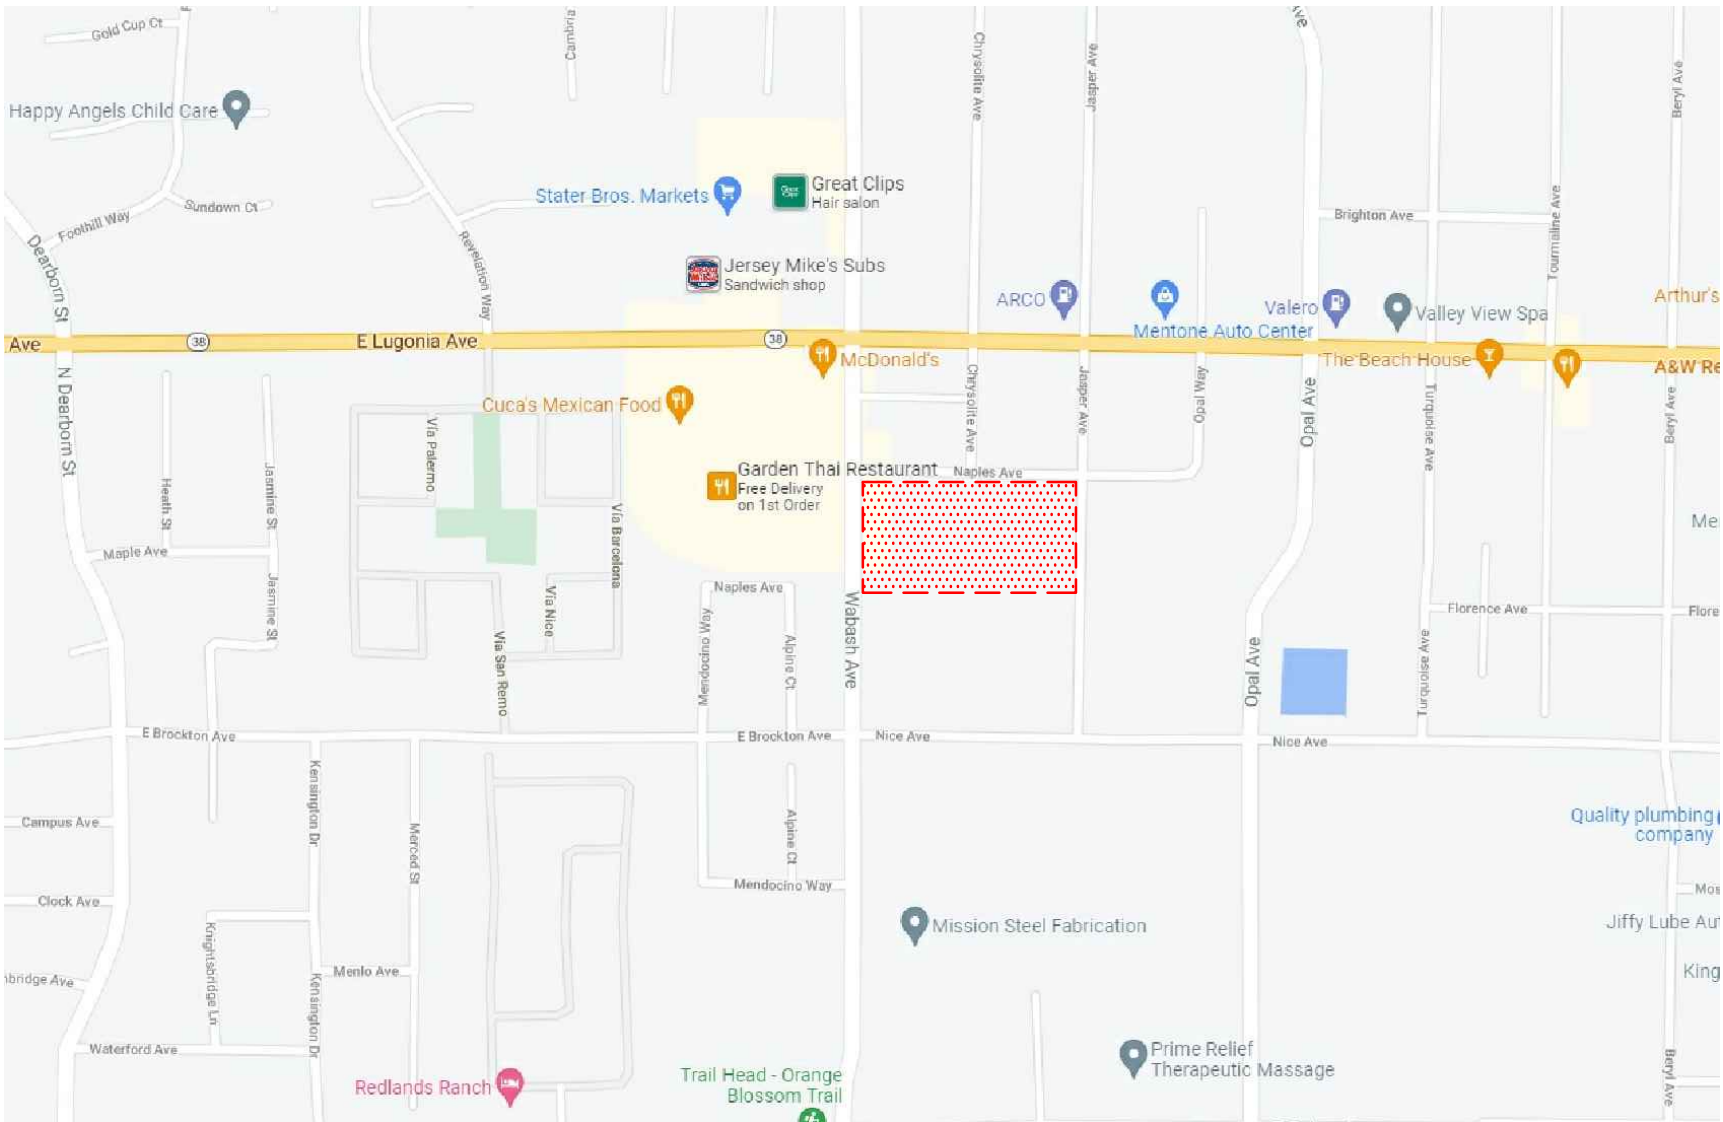 Gold Cup Ct
Cambria
Chrysolite Ave
Jasper Ave
Ave
Beryl Ave
Happy Angels Child Care
Stater Bros. Markets
Great Clips
Hair salon
Foothill Way
Sundown Ct
Brighton Ave
Tourmaline Ave
Dearborn St
Revelation Way
Jersey Mike's Subs
Sandwich shop
ARCO
Mentone Auto Center
Valero
Valley View Spa
Arthur's
Ave
38
E Lugonia Ave
38
McDonald's
The Beach House
A&W Re
N Dearborn St
Cuca's Mexican Food
Chrysolite Ave
Jasper Ave
Opal Way
Opal Ave
Turquoise Ave
Beryl Ave
Via Palermo
Garden Thai Restaurant
Free Delivery
on 1st Order
Naples Ave
Heath St
Jasmine St
Via Barcelona
Me
Maple Ave
Jasmine St
Via Nice
Naples Ave
Wabash Ave
Florence Ave
Flore
Via San Remo
Mendocino Way
Alpine Ct
Opal Ave
Turquoise Ave
E Brockton Ave
E Brockton Ave
Nice Ave
Nice Ave
Kensington Dr
Campus Ave
Merced St
Alpine Ct
Quality plumbing
company
Mendocino Way
Clock Ave
Mos
Knightsbridge Ln
Mission Steel Fabrication
Jiffy Lube Aut
nbridge Ave
Kensington Dr
Menlo Ave
King
Waterford Ave
Prime Relief
Therapeutic Massage
Beryl Ave
Redlands Ranch
Trail Head - Orange
Blossom Trail